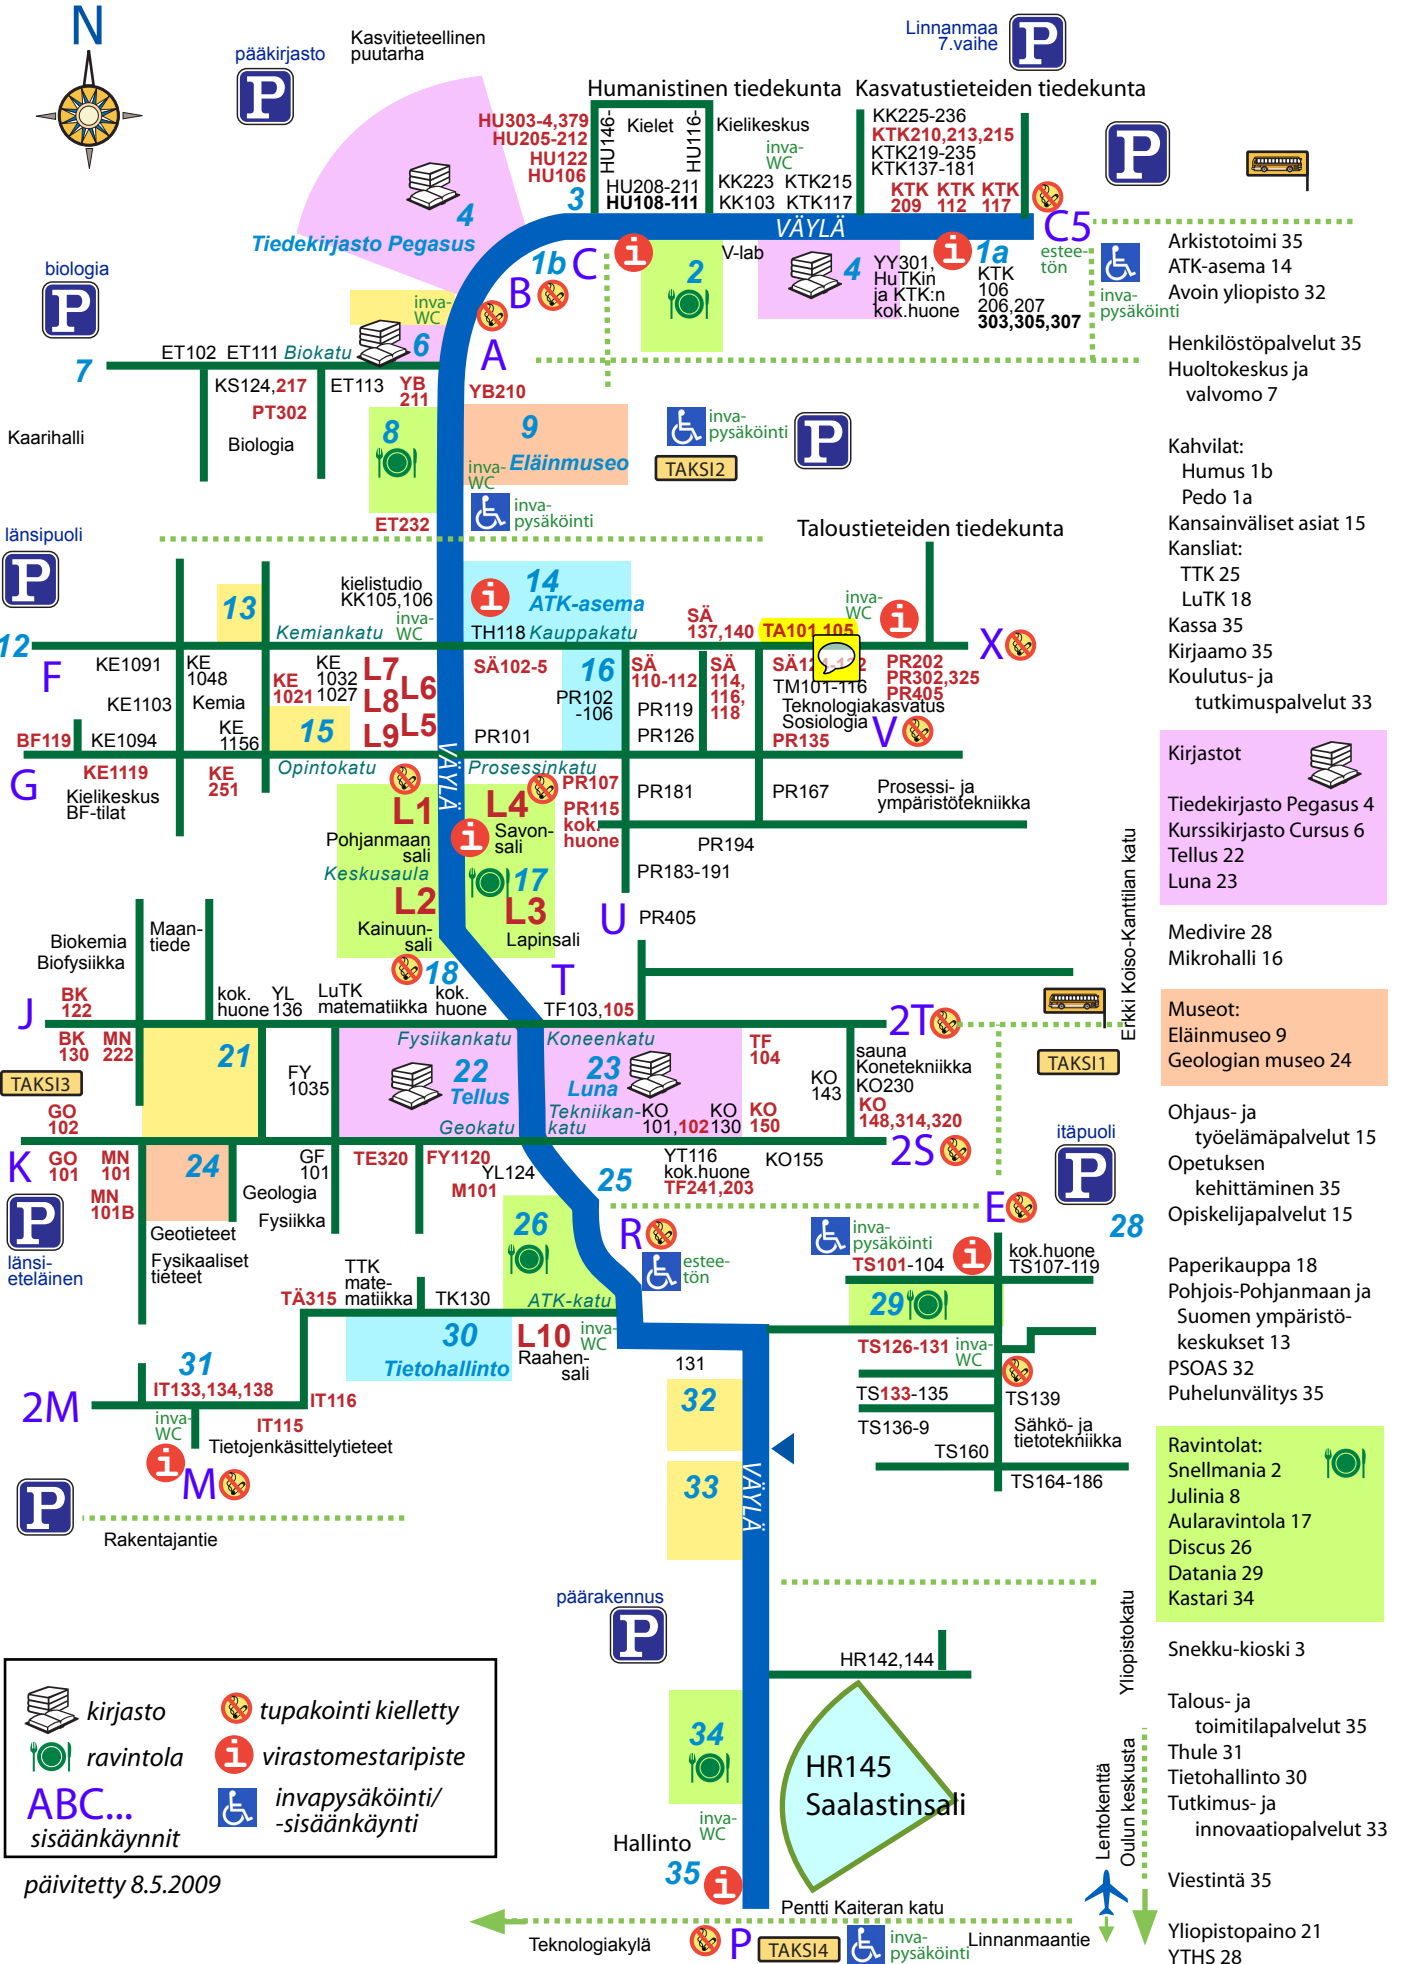 N
pääkirjasto
P
Kasvitieteellinen
puutarha
Linnanmaa
7.vaihe
P
Humanistinen tiedekunta
Kasvatustieteiden tiedekunta
HU303-4,379
HU205-212
HU122
HU106
3
HU146-
Kielet
HU116-
HU208-211
HU108-111
Kielikeskus
inva-
WC
KK223 KTK215
KK103 KTK117
KK225-236
KTK210,213,215
KTK219-235
KTK137-181
KTK KTK KTK
209 112 117
P
VÄYLÄ
C5
estee-
tön
inva-
pysäköinti
4
Tiedekirjasto Pegasus
1b
C
B
A
i
2
V-lab
4
YY301,
HuTKin
ja KTK:n
kok.huone
i
1a
KTK
106
206,207
303,305,307
biologia
P
inva-
WC
6
7
ET102 ET111 Biokatu
KS124,217
PT302
Biologia
ET113
YB
211
YB210
Kaarihalli
8
9
Eläinmuseo
inva-
WC
inva-
pysäköinti
P
TAKSI2
ET232
inva-
pysäköinti
länsipuoli
P
Taloustieteiden tiedekunta
13
kielistudio
KK105,106
inva-
WC
i
14
ATK-asema
12
Kemiankatu
TH118 Kauppakatu
SÄ
137,140
TA101,105
inva-
WC
i
X
F
KE1091
KE
1048
KE1103
Kemia
KE
1021
KE
1032
1027
L7
L8
L6
L9
L5
SÄ102-5
16
PR102
-106
SÄ
110-112
PR119
PR126
SÄ
114,
116,
118
TM101-116
Teknologiakasvatus
Sosiologia
PR135
PR202
PR302,325
PR405
V
BF119
KE1094
KE
1156
15
PR101
VÄYLÄ
G
KE1119
Kielikeskus
BF-tilat
KE
251
Opintokatu
Prosessinkatu
PR107
PR115
kok.
huone
PR181
PR167
Prosessi- ja
ympäristötekniikka
L1
Pohjanmaan
sali
L4
Savon-
sali
i
Keskusaula
17
L2
Kainuun-
sali
L3
Lapinsali
PR194
PR183-191
U
PR405
Biokemia
Biofysiikka
Maan-
tiede
18
T
J
BK
122
kok.
huone
YL
136
LuTK
matematiikka
kok.
huone
TF103,105
2T
BK
130
MN
222
TAKSI3
GO
102
21
FY
1035
Fysiikankatu
22
Tellus
Geokatu
Koneenkatu
23
Luna
Tekniikan-
katu
KO
101,102
KO
130
TF
104
KO
150
KO
143
sauna
Konetekniikka
KO230
KO
148,314,320
TAKSI1
Erkki Koiso-Kanttilan katu
K
GO
101
MN
101
MN
101B
24
GF
101
Geologia
Fysiikka
TE320
FY1120
YL124
M101
25
YT116
kok.huone
TF241,203
KO155
2S
itäpuoli
P
28
P
länsi-
eteläinen
Geotieteet
Fysikaaliset
tieteet
26
R
estee-
tön
inva-
pysäköinti
E
i
TS101-104
kok.huone
TS107-119
TTK
mate-
matiikka
TÄ315
TK130
ATK-katu
29
30
Tietohallinto
L10
Raahen-
sali
inva-
WC
131
TS126-131
inva-
WC
TS133-135
TS139
TS136-9
Sähkö- ja
tietotekniikka
TS160
TS164-186
31
IT133,134,138
IT116
2M
inva-
WC
IT115
Tietojenkäsittelytieteet
i
M
P
Rakentajantie
32
33
VÄYLÄ
päärakennus
P
HR142,144
34
HR145
Saalastinsali
inva-
WC
Hallinto
35
i
Pentti Kaiteran katu
Teknologiakylä
P
TAKSI4
inva-
pysäköinti
Linnanmaantie
Yliopistokatu
Lentokenttä
Oulun keskusta
kirjasto
ravintola
ABC...
sisäänkäynnit
tupakointi kielletty
i
virastomestaripiste
invapysäköinti/
-sisäänkäynti
päivitetty 8.5.2009
Arkistotoimi 35
ATK-asema 14
Avoin yliopisto 32
Henkilöstöpalvelut 35
Huoltokeskus ja
valvomo 7
Kahvilat:
Humus 1b
Pedo 1a
Kansainväliset asiat 15
Kansliat:
TTK 25
LuTK 18
Kassa 35
Kirjaamo 35
Koulutus- ja
tutkimuspalvelut 33
Kirjastot
Tiedekirjasto Pegasus 4
Kurssikirjasto Cursus 6
Tellus 22
Luna 23
Medivire 28
Mikrohalli 16
Museot:
Eläinmuseo 9
Geologian museo 24
Ohjaus- ja
työelämäpalvelut 15
Opetuksen
kehittäminen 35
Opiskelijapalvelut 15
Paperikauppa 18
Pohjois-Pohjanmaan ja
Suomen ympäristö-
keskukset 13
PSOAS 32
Puhelunvälitys 35
Ravintolat:
Snellmania 2
Julinia 8
Aularavintola 17
Discus 26
Datania 29
Kastari 34
Snekku-kioski 3
Talous- ja
toimitilapalvelut 35
Thule 31
Tietohallinto 30
Tutkimus- ja
innovaatiopalvelut 33
Viestintä 35
Yliopistopaino 21
YTHS 28